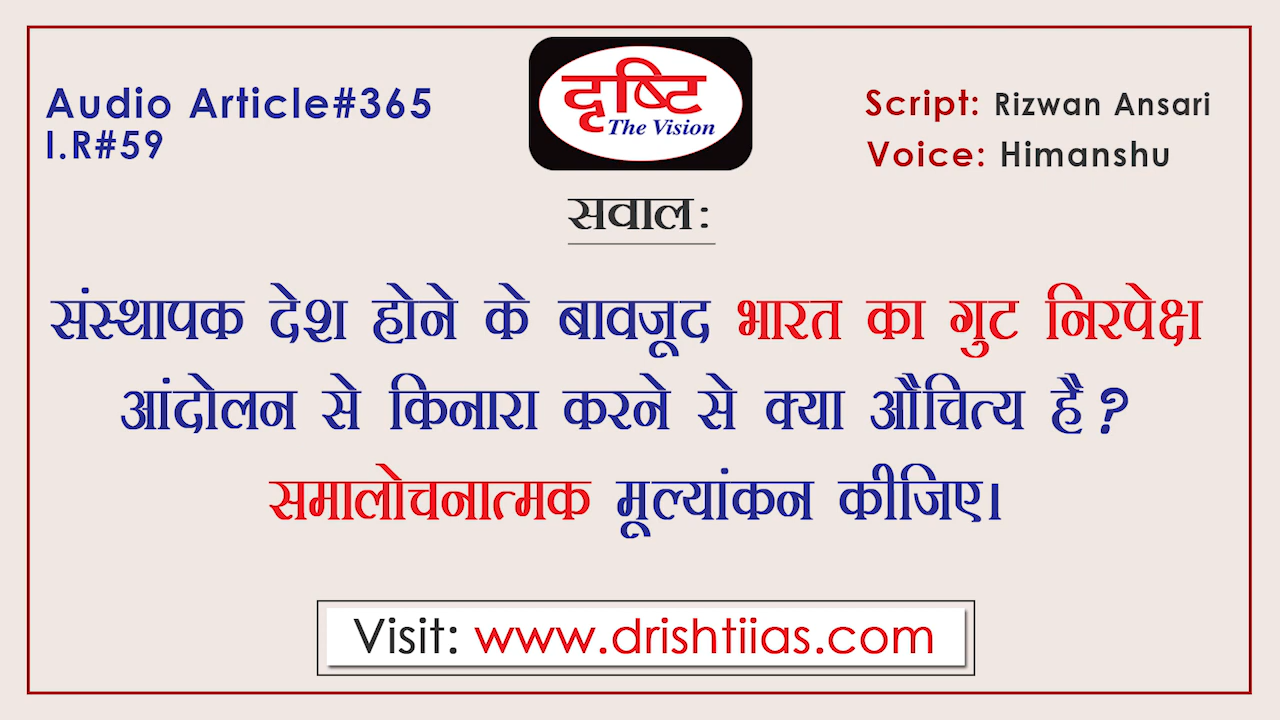 Audio Article#365
I.R#59
दृष्टि
The Vision
Script: Rizwan Ansari
Voice: Himanshu
सवाल:
संस्थापक देश होने के बावजूद भारत का गुट निरपेक्ष
आंदोलन से किनारा करने से क्या औचित्य है?
समालोचनात्मक मूल्यांकन कीजिए।
Visit: www.drishtiias.com